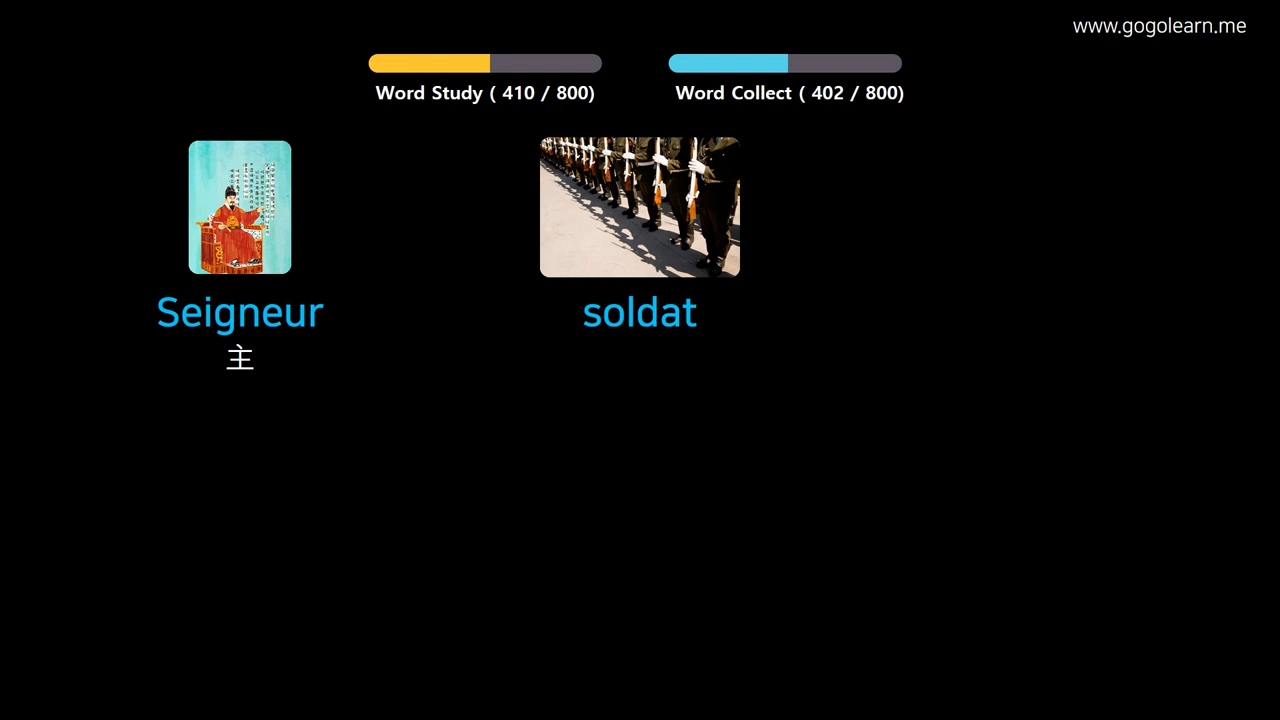 www.gogolearn.me
Word Study ( 410 / 800)
Word Collect ( 402 / 800)
Seigneur
soldat
主